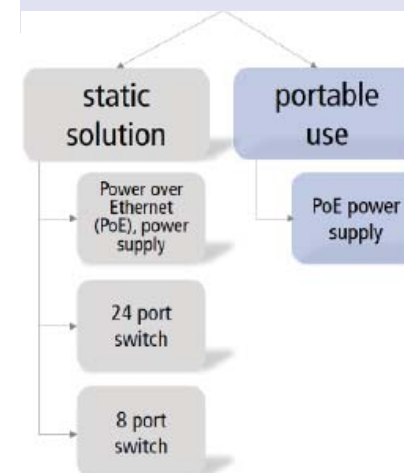 static
solution
portable
use
Power over
Ethernet
(PoE), power
supply
PoE power
supply
24 port
switch
8 port
switch